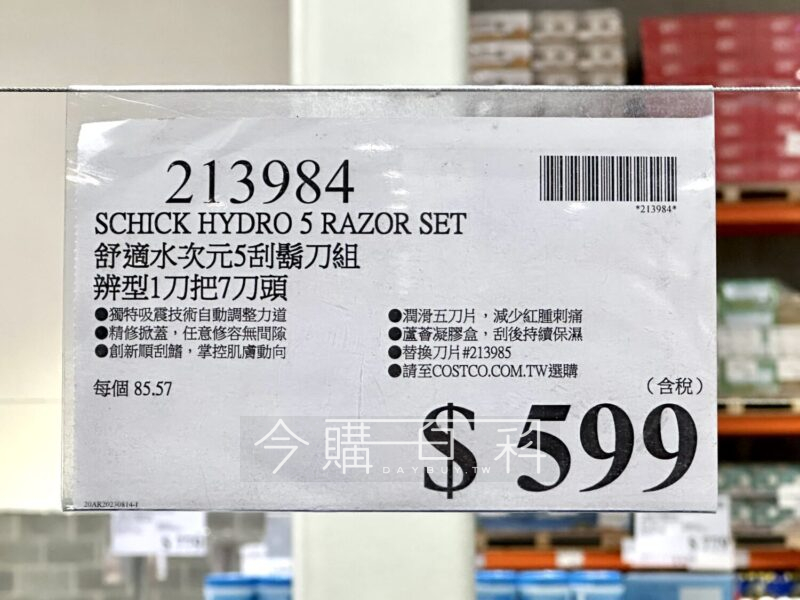 213984
*213984*
SCHICK HYDRO 5 RAZOR SET
舒適水次元5刮鬍刀組
辨型1刀把7刀頭
●獨特吸震技術自動調整力道
●精修掀蓋，任意修容無間隙
●創新順刮鰭，掌控肌膚動向
●潤滑五刀片，減少紅腫刺痛
●蘆薈凝膠盒，刮後持續保濕
●替換刀片#213985
●請至COSTCO.COM.TW選購
每個 85.57
（含稅）
$ 599
今購百科
DAYBUY.TW
20AR20230814-J